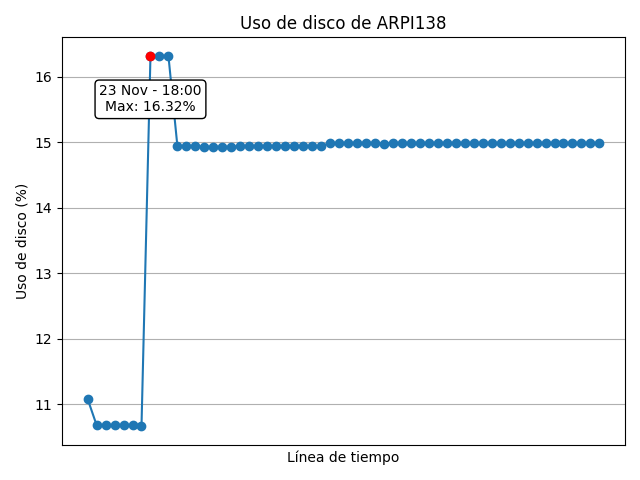 Uso de disco de ARPI138
16
15
14
13
12
11
Uso de disco (%)
23 Nov - 18:00
Max: 16.32%
Línea de tiempo